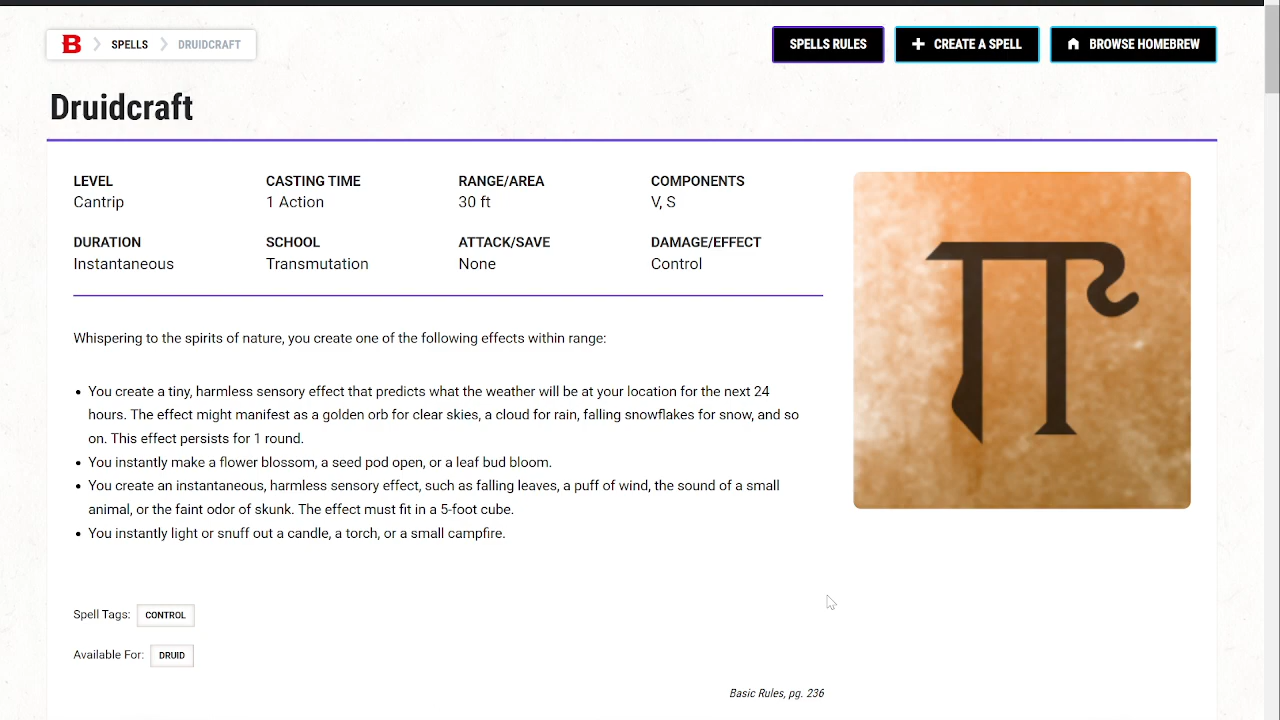 B SPELLS DRUIDCRAFT
SPELLS RULES
CREATE A SPELL
BROWSE HOMEBREW
Druidcraft
LEVEL CASTING TIME RANGE/AREA COMPONENTS
Cantrip 1 Action 30 ft V, S
DURATION SCHOOL ATTACK/SAVE DAMAGE/EFFECT
Instantaneous Transmutation None Control
Whispering to the spirits of nature, you create one of the following effects within range:
• You create a tiny, harmless sensory effect that predicts what the weather will be at your location for the next 24
hours. The effect might manifest as a golden orb for clear skies, a cloud for rain, falling snowflakes for snow, and so
on. This effect persists for 1 round.
• You instantly make a flower blossom, a seed pod open, or a leaf bud bloom.
• You create an instantaneous, harmless sensory effect, such as falling leaves, a puff of wind, the sound of a small
animal, or the faint odor of skunk. The effect must fit in a 5-foot cube.
• You instantly light or snuff out a candle, a torch, or a small campfire.
Spell Tags: CONTROL
Available For: DRUID
Basic Rules, pg. 236